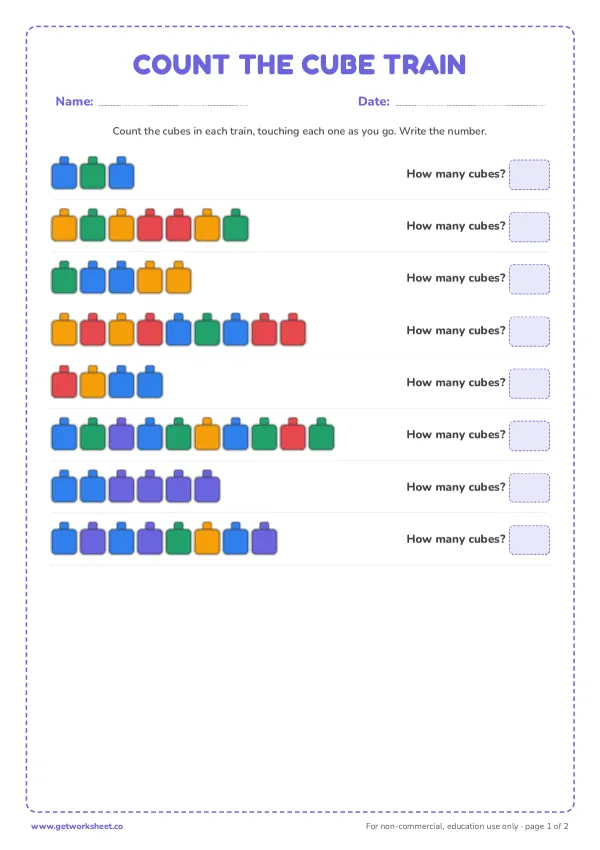 COUNT THE CUBE TRAIN
Name: Date:
Count the cubes in each train, touching each one as you go. Write the number.
How many cubes?
How many cubes?
How many cubes?
How many cubes?
How many cubes?
How many cubes?
How many cubes?
How many cubes?
www.getworksheet.co For non-commercial, education use only · page 1 of 2